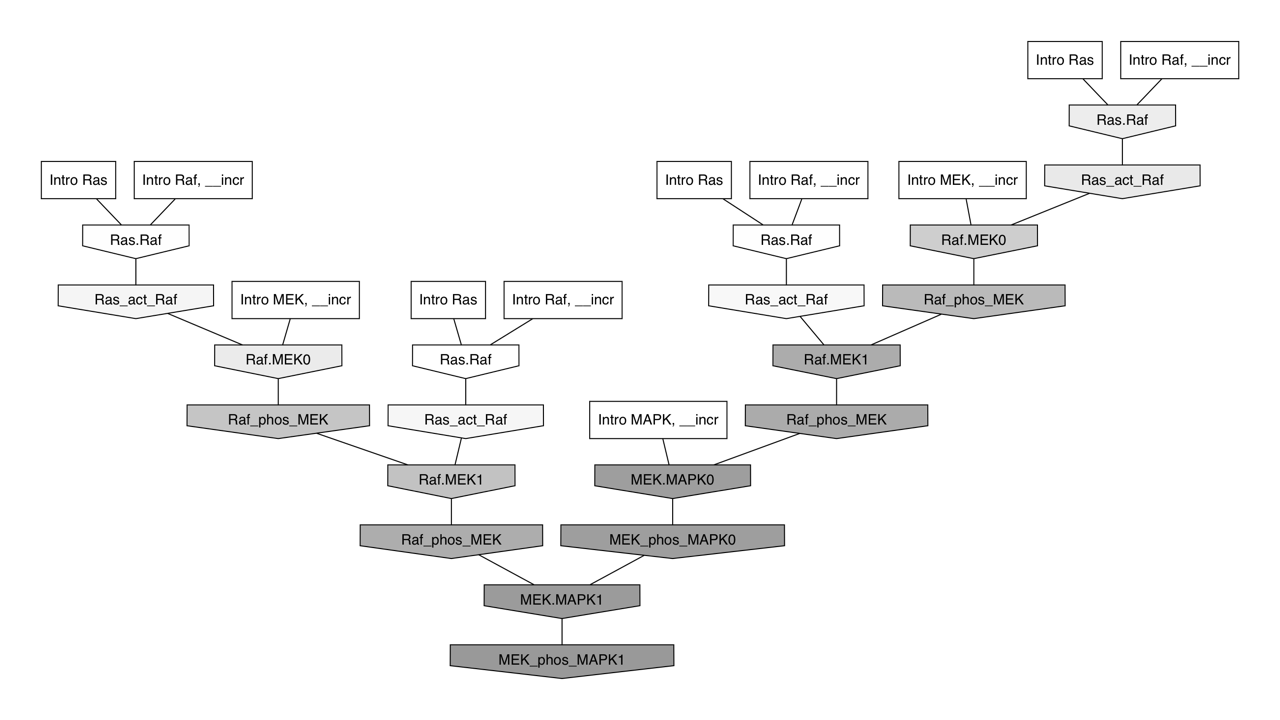 Intro Ras
Intro Raf, __incr
Ras.Raf
Intro Ras
Intro Raf, __incr
Intro Ras
Intro Raf, __incr
Intro MEK, __incr
Ras_act_Raf
Ras.Raf
Ras.Raf
Raf.MEK0
Ras_act_Raf
Intro MEK, __incr
Intro Ras
Intro Raf, __incr
Ras_act_Raf
Raf_phos_MEK
Raf.MEK0
Ras.Raf
Raf.MEK1
Raf_phos_MEK
Ras_act_Raf
Intro MAPK, __incr
Raf_phos_MEK
Raf.MEK1
MEK.MAPK0
Raf_phos_MEK
MEK_phos_MAPK0
MEK.MAPK1
MEK_phos_MAPK1